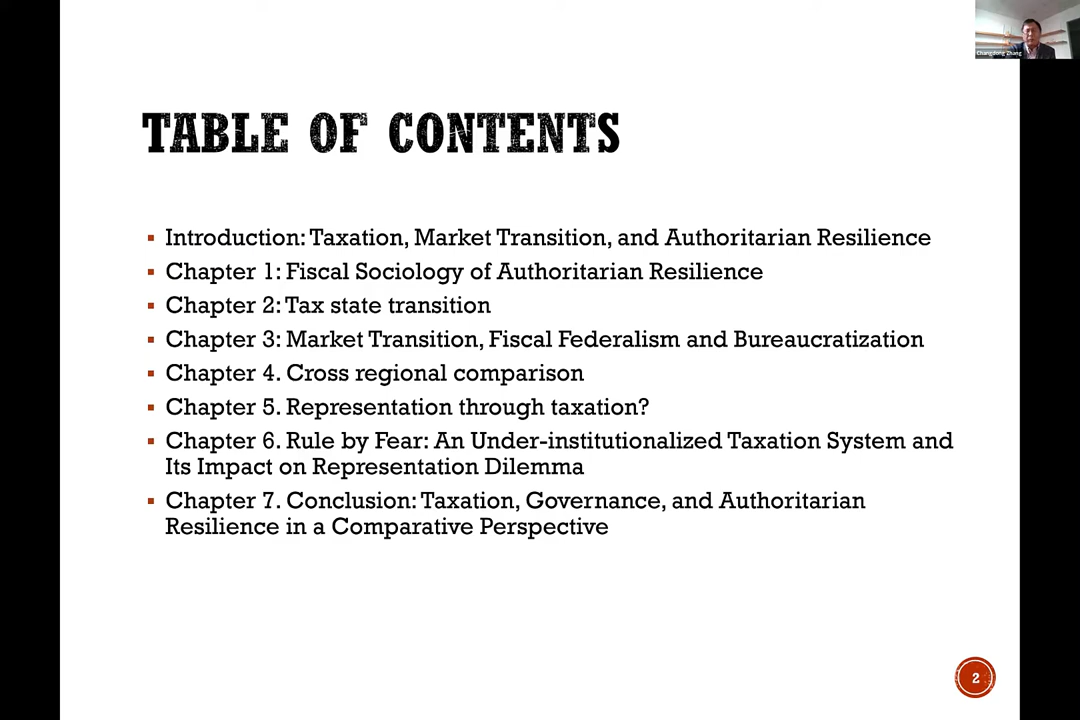 Changdong Zhang
TABLE OF CONTENTS
▪ Introduction: Taxation, Market Transition, and Authoritarian Resilience
▪ Chapter 1: Fiscal Sociology of Authoritarian Resilience
▪ Chapter 2: Tax state transition
▪ Chapter 3: Market Transition, Fiscal Federalism and Bureaucratization
▪ Chapter 4. Cross regional comparison
▪ Chapter 5. Representation through taxation?
▪ Chapter 6. Rule by Fear: An Under-institutionalized Taxation System and
Its Impact on Representation Dilemma
▪ Chapter 7. Conclusion: Taxation, Governance, and Authoritarian
Resilience in a Comparative Perspective
2